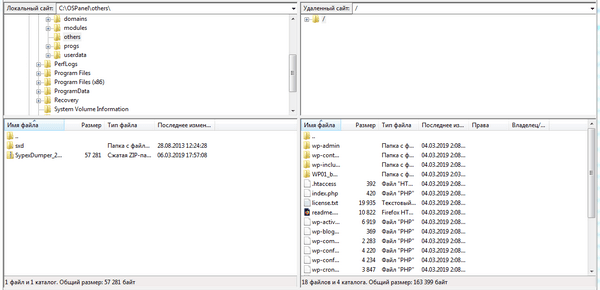 Локальный сайт: C:\OSPanel\others\
domains
modules
others
progs
userdata
PerfLogs
Program Files
Program Files (x86)
ProgramData
Recovery
System Volume Information
Имя файла Размер Тип файла Последнее измен...
..
sxd Папка с файл... 28.08.2013 12:24:28
SypexDumper_2... 57 281 Сжатая ZIP-па... 06.03.2019 17:57:08
1 файл и 1 каталог. Общий размер: 57 281 байт
Удаленный сайт: /
/
Имя файла Размер Тип файла Последнее из... Права Владелец/...
..
wp-admin Папка с ф... 04.03.2019 2:08...
wp-cont... Папка с ф... 04.03.2019 2:08...
wp-inclu... Папка с ф... 04.03.2019 2:08...
WP01_b... Папка с ф... 04.03.2019 2:03...
.htaccess 392 Файл "HT... 04.03.2019 2:08...
index.php 420 Файл "PHP" 04.03.2019 2:08...
license.txt 19 935 Текстовый... 04.03.2019 2:08...
readme.... 10 822 Firefox HT... 04.03.2019 2:08...
wp-activ... 6 919 Файл "PHP" 04.03.2019 2:08...
wp-blog... 369 Файл "PHP" 04.03.2019 2:08...
wp-com... 2 283 Файл "PHP" 04.03.2019 2:08...
wp-conf... 4 220 Файл "PHP" 04.03.2019 2:08...
wp-conf... 4 234 Файл "PHP" 04.03.2019 2:08...
wp-cron... 3 847 Файл "PHP" 04.03.2019 2:08...
18 файлов и 4 каталога. Общий размер: 163 399 байт